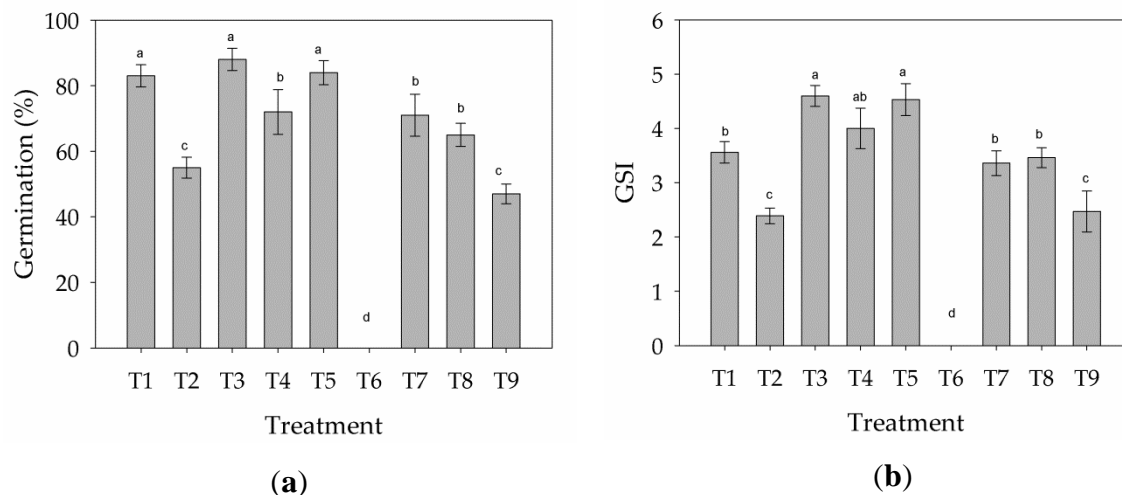 100
80
60
40
20
0
Germination (%)
a
c
a
b
a
d
b
b
c
T1 T2 T3 T4 T5 T6 T7 T8 T9
Treatment
(a)
6
5
4
3
2
1
0
GSI
b
c
a
ab
a
d
b
b
c
T1 T2 T3 T4 T5 T6 T7 T8 T9
Treatment
(b)